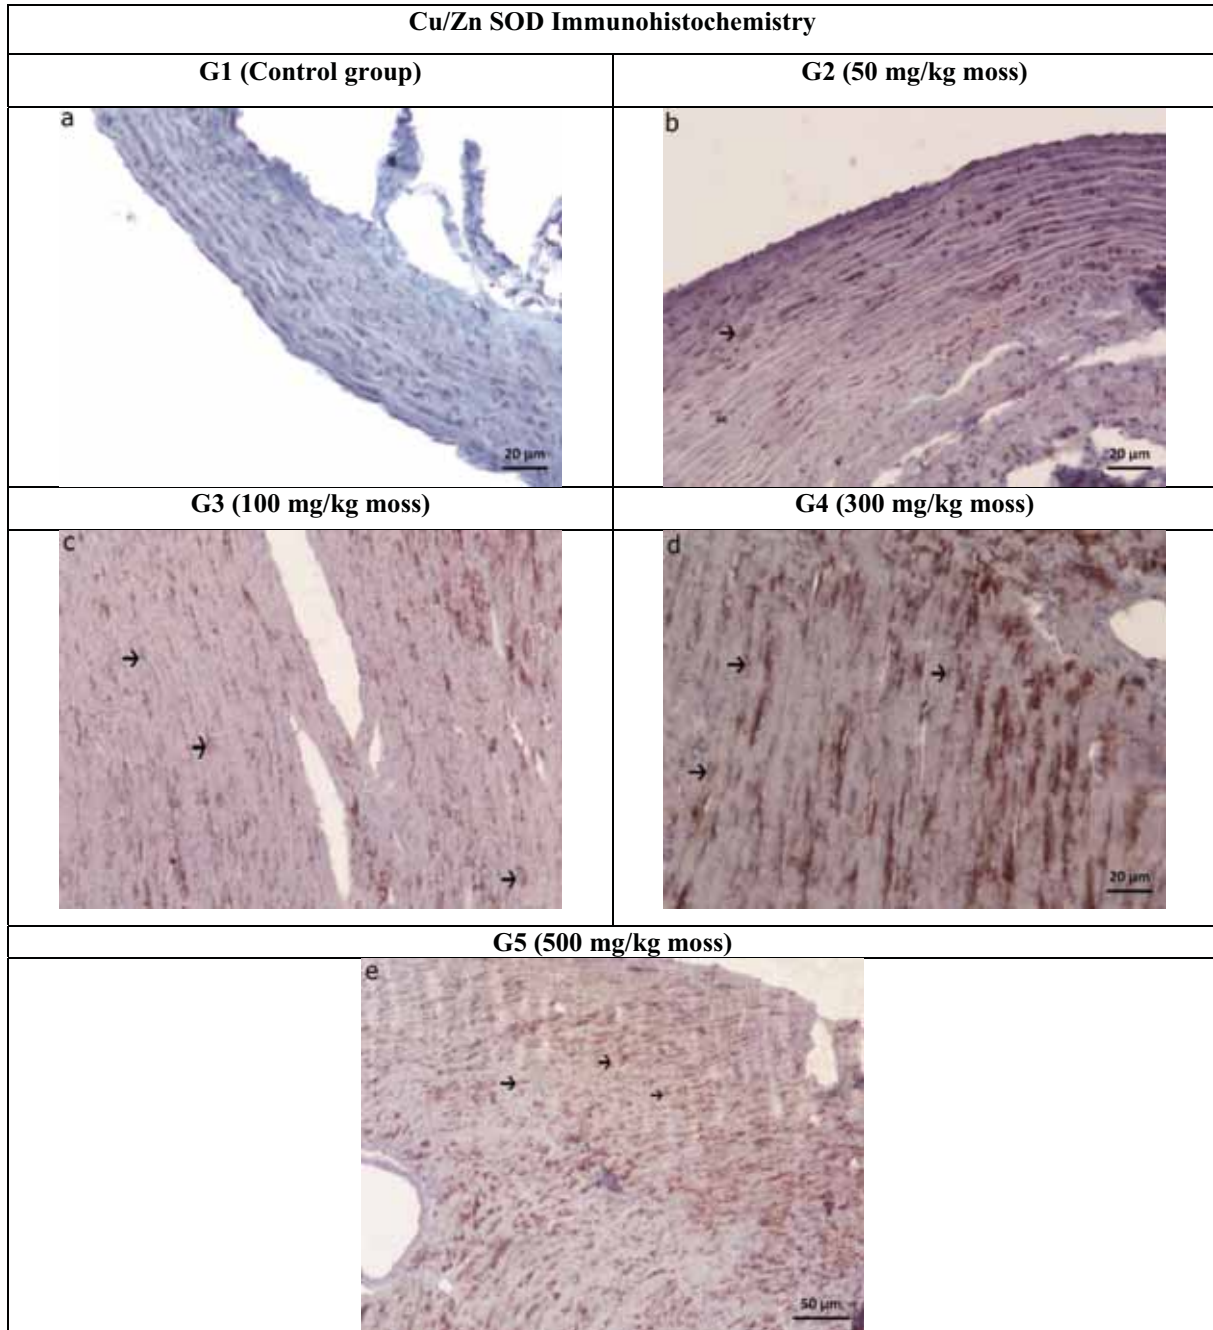 Cu/Zn SOD Immunohistochemistry
G1 (Control group)
G2 (50 mg/kg moss)
a
20 µm
b
20 µm
G3 (100 mg/kg moss)
G4 (300 mg/kg moss)
c
d
20 µm
G5 (500 mg/kg moss)
e
50 µm